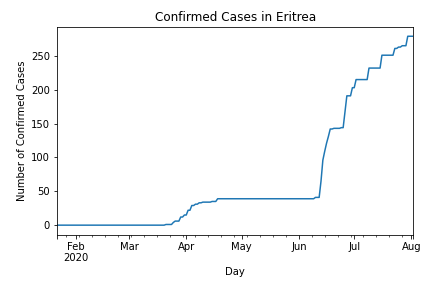 Confirmed Cases in Eritrea
Number of Confirmed Cases
250
200
150
100
50
0
Feb Mar Apr May Jun Jul Aug
2020
Day